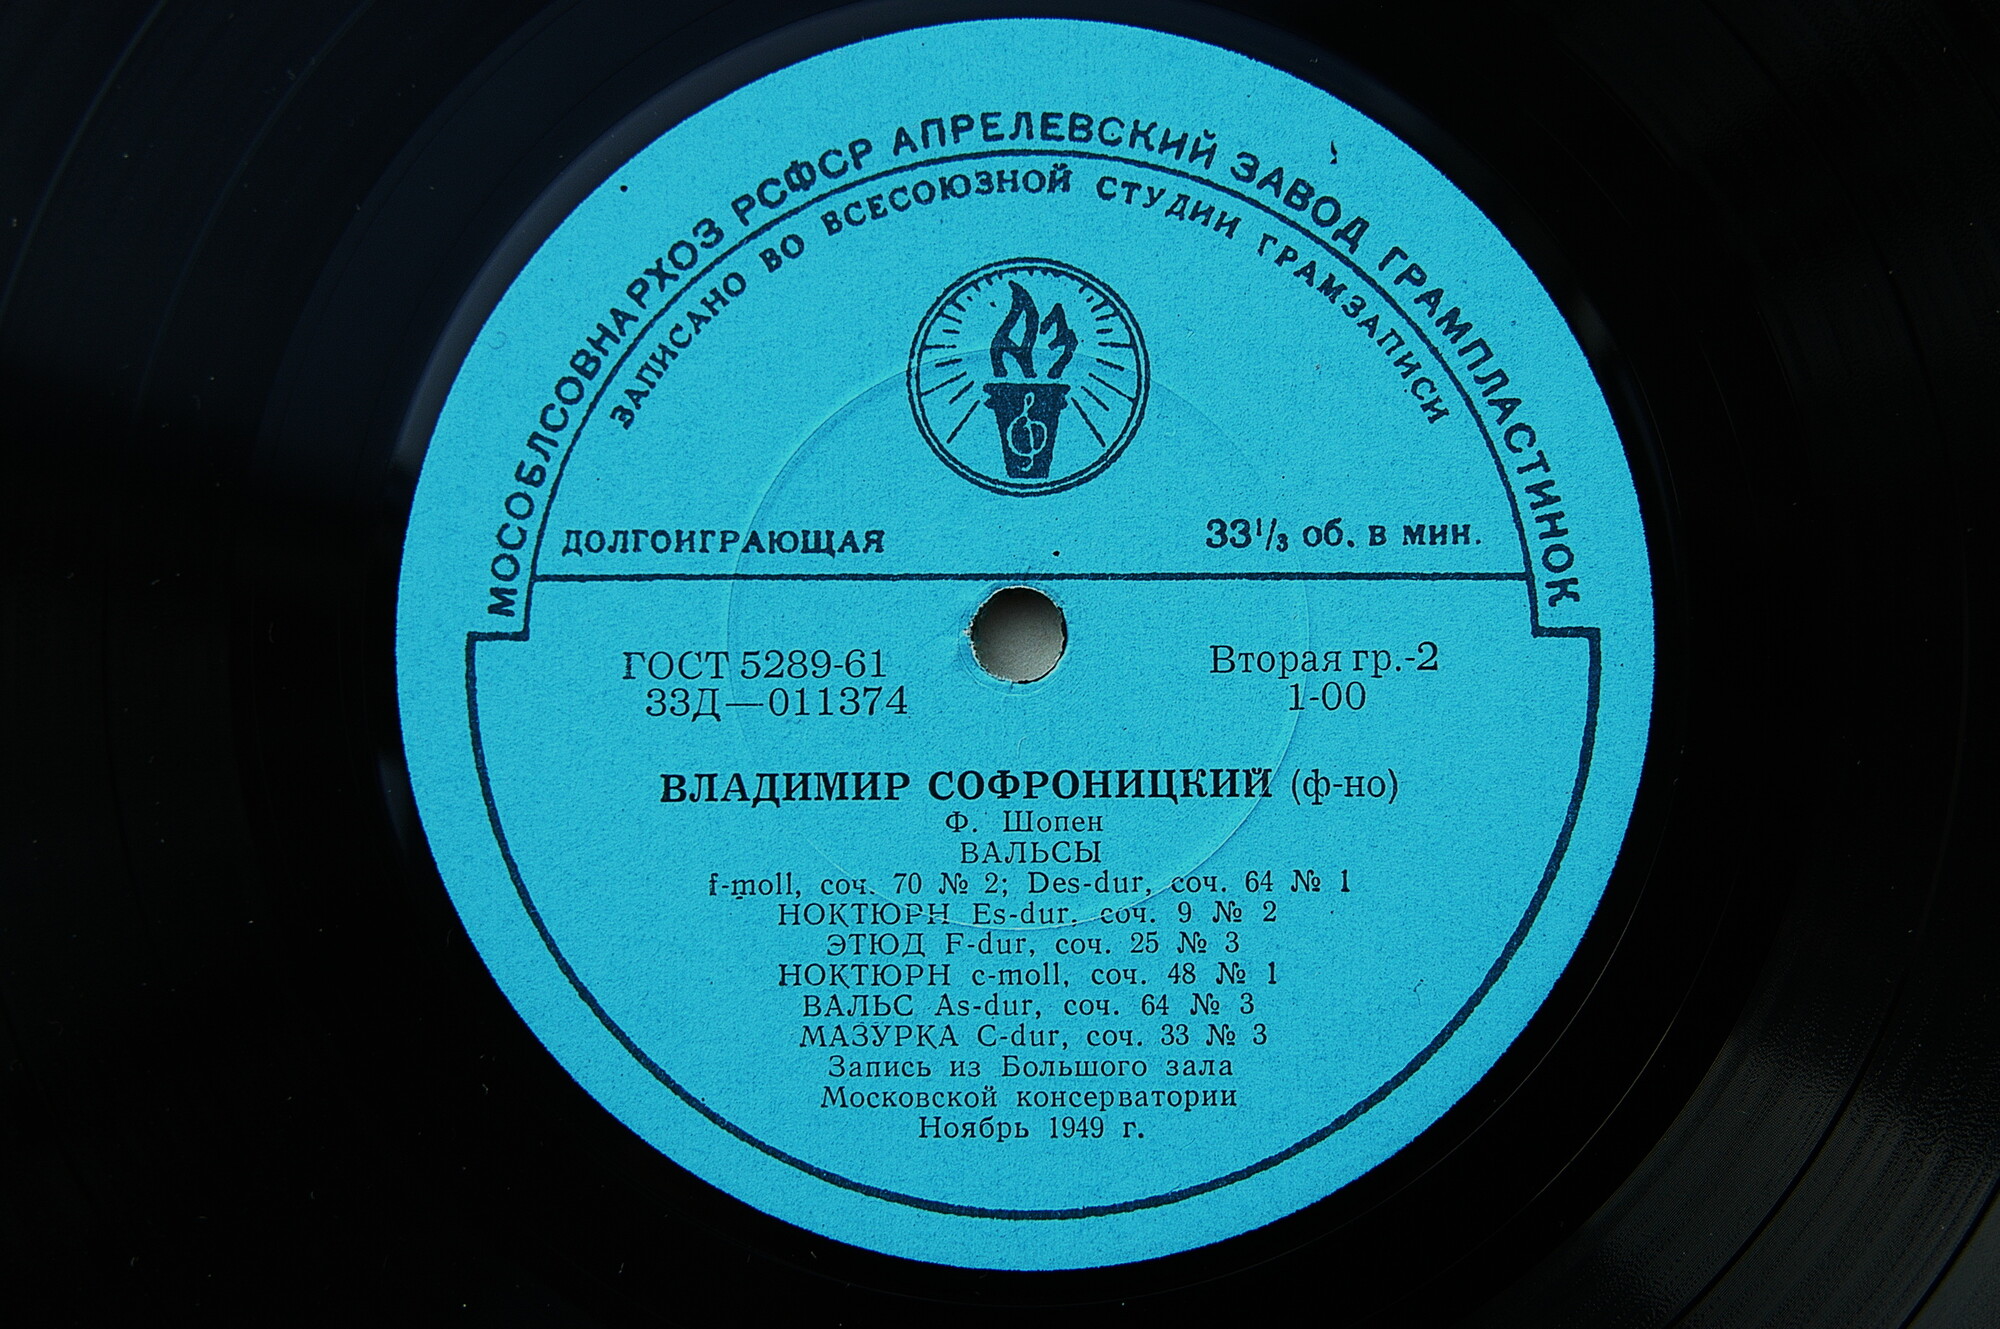 МОСОБЛСОВНАРХОЗ РСФСР АПРЕЛЕВСКИЙ ЗАВОД ГРАМПЛАСТИНОК
ЗАПИСАНО ВО ВСЕСОЮЗНОЙ СТУДИИ ГРАМЗАПИСИ
АЗ
ДОЛГОИГРАЮЩАЯ 33⅓ об. в мин.
ГОСТ 5289-61 Вторая гр.-2
33Д—011374 1-00
ВЛАДИМИР СОФРОНИЦКИЙ (ф-но)
Ф. Шопен
ВАЛЬСЫ
f-moll, соч. 70 № 2; Des-dur, соч. 64 № 1
НОКТЮРН Es-dur, соч. 9 № 2
ЭТЮД F-dur, соч. 25 № 3
НОКТЮРН c-moll, соч. 48 № 1
ВАЛЬС As-dur, соч. 64 № 3
МАЗУРКА C-dur, соч. 33 № 3
Запись из Большого зала
Московской консерватории
Ноябрь 1949 г.